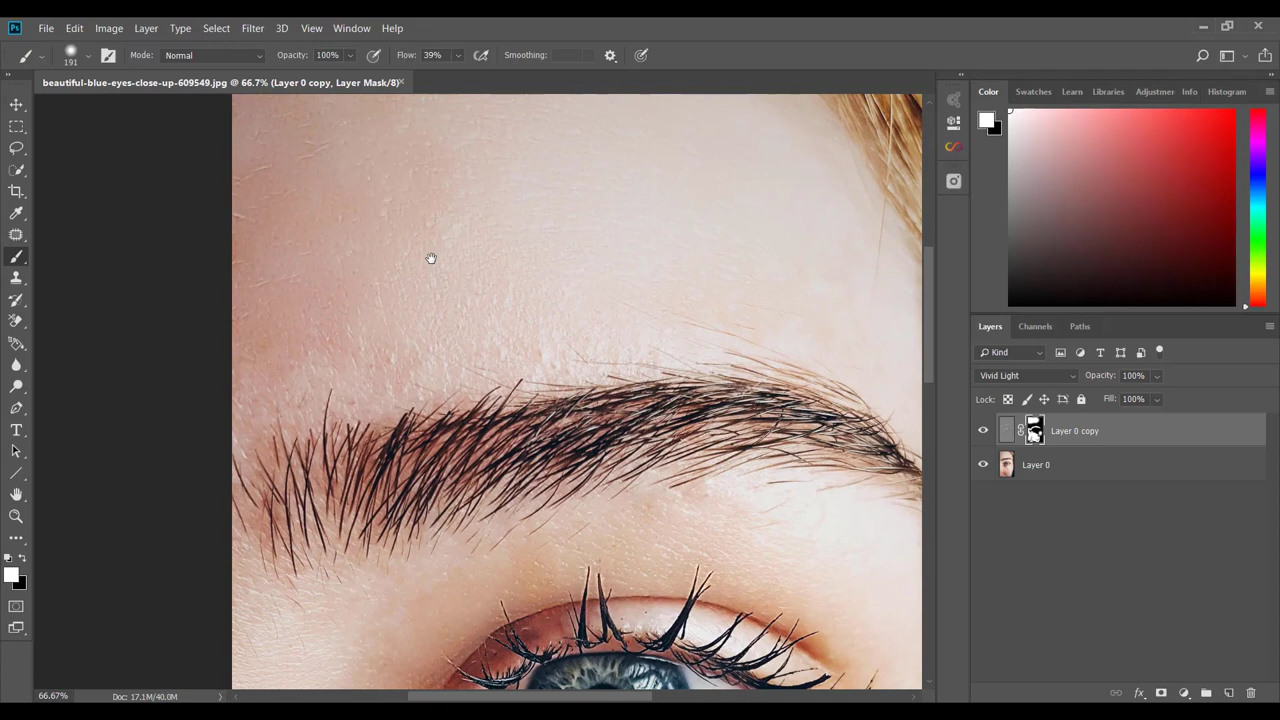 Ps File Edit Image Layer Type Select Filter 3D View Window Help
191 Mode: Normal Opacity: 100% Flow: 39% Smoothing:
beautiful-blue-eyes-close-up-609549.jpg @ 66.7% (Layer 0 copy, Layer Mask/8)
Color Swatches Learn Libraries Adjustmer Info Histogram
Layers Channels Paths
Kind
Vivid Light Opacity: 100%
Lock: Fill: 100%
Layer 0 copy
Layer 0
66.67% Doc: 17.1M/40.0M